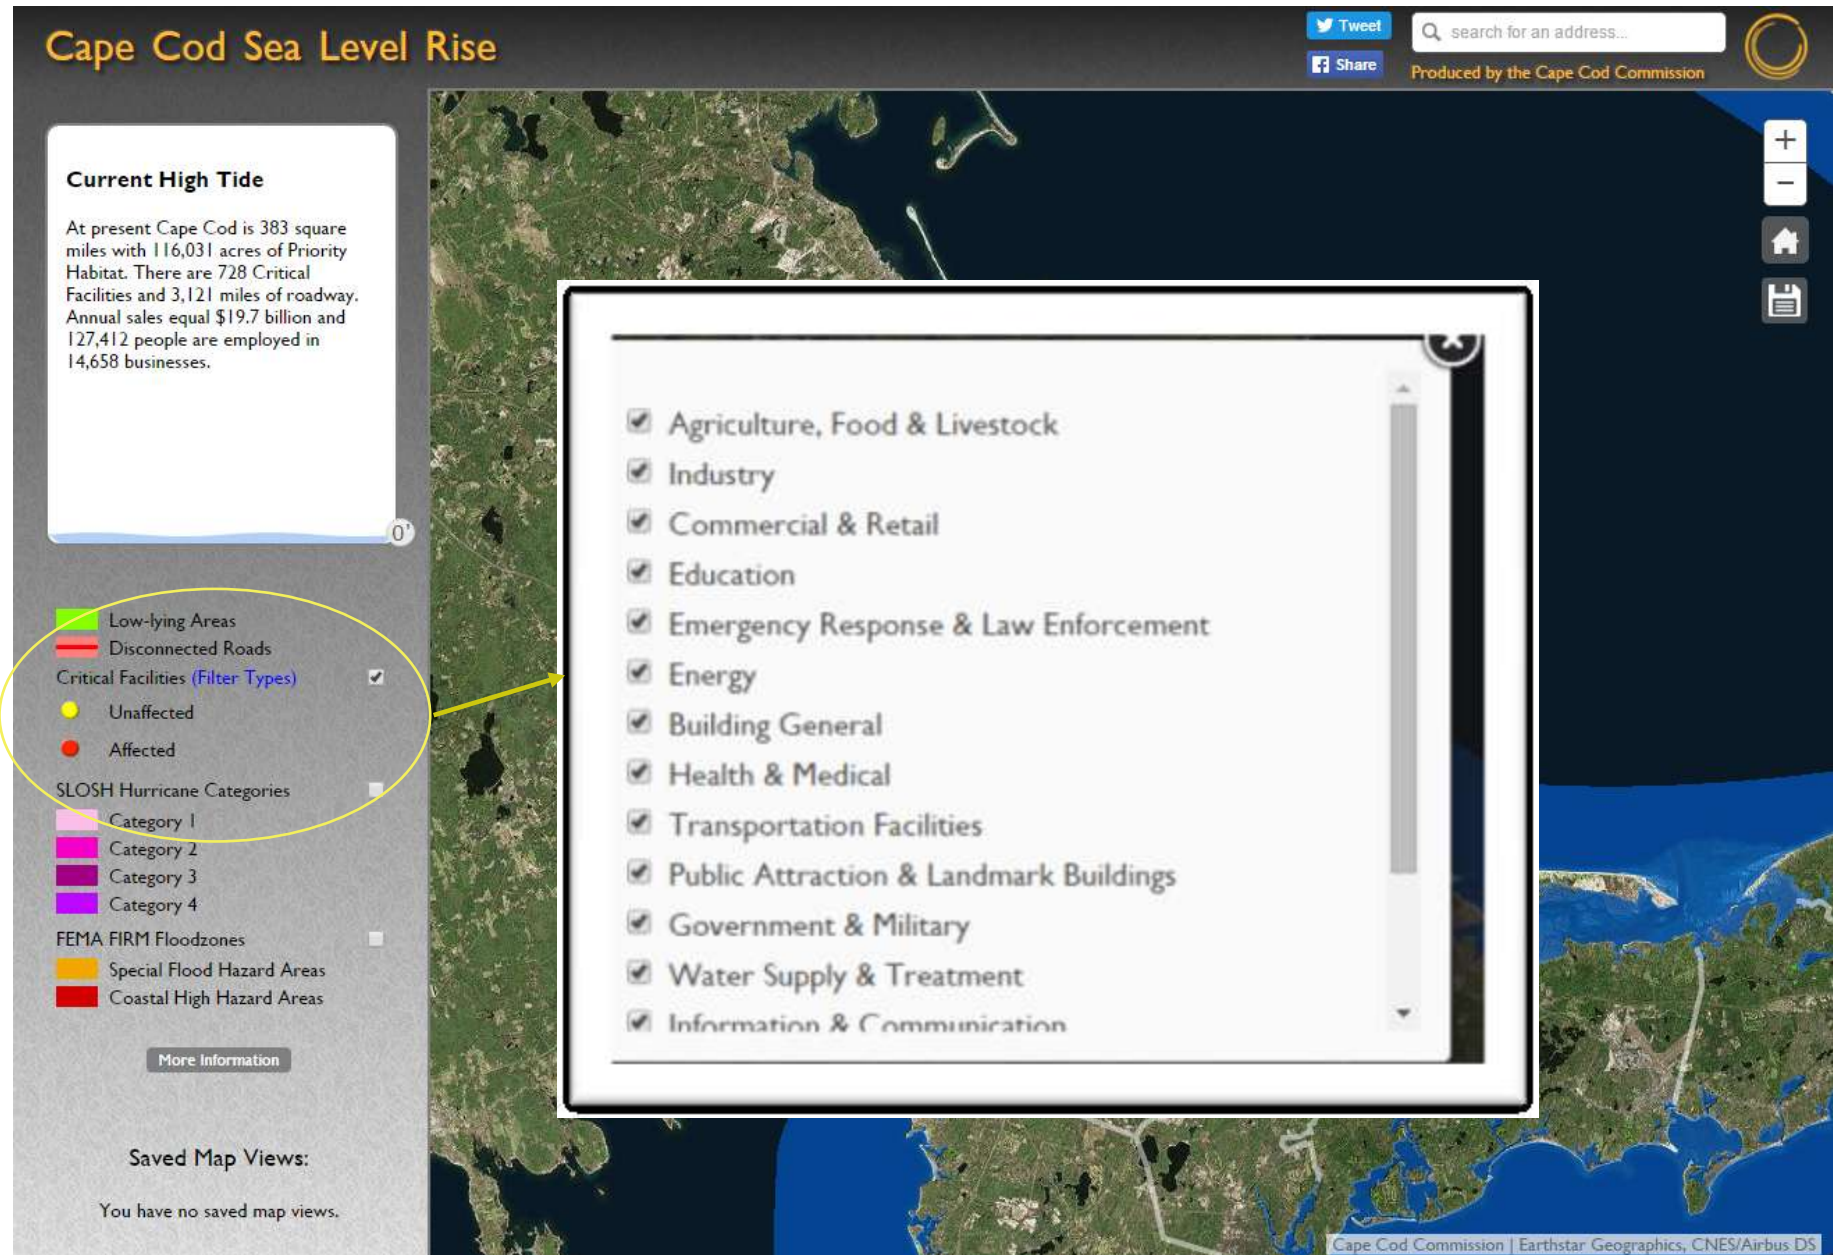 Cape Cod Sea Level Rise
Tweet
Share
search for an address...
Produced by the Cape Cod Commission
Current High Tide
At present Cape Cod is 383 square
miles with 116,031 acres of Priority
Habitat. There are 728 Critical
Facilities and 3,121 miles of roadway.
Annual sales equal $19.7 billion and
127,412 people are employed in
14,658 businesses.
0'
Low-lying Areas
Disconnected Roads
Critical Facilities (Filter Types)
Unaffected
Affected
SLOSH Hurricane Categories
Category 1
Category 2
Category 3
Category 4
FEMA FIRM Floodzones
Special Flood Hazard Areas
Coastal High Hazard Areas
More Information
Saved Map Views:
You have no saved map views.
Agriculture, Food & Livestock
Industry
Commercial & Retail
Education
Emergency Response & Law Enforcement
Energy
Building General
Health & Medical
Transportation Facilities
Public Attraction & Landmark Buildings
Government & Military
Water Supply & Treatment
Information & Communication
Cape Cod Commission | Earthstar Geographics, CNES/Airbus DS